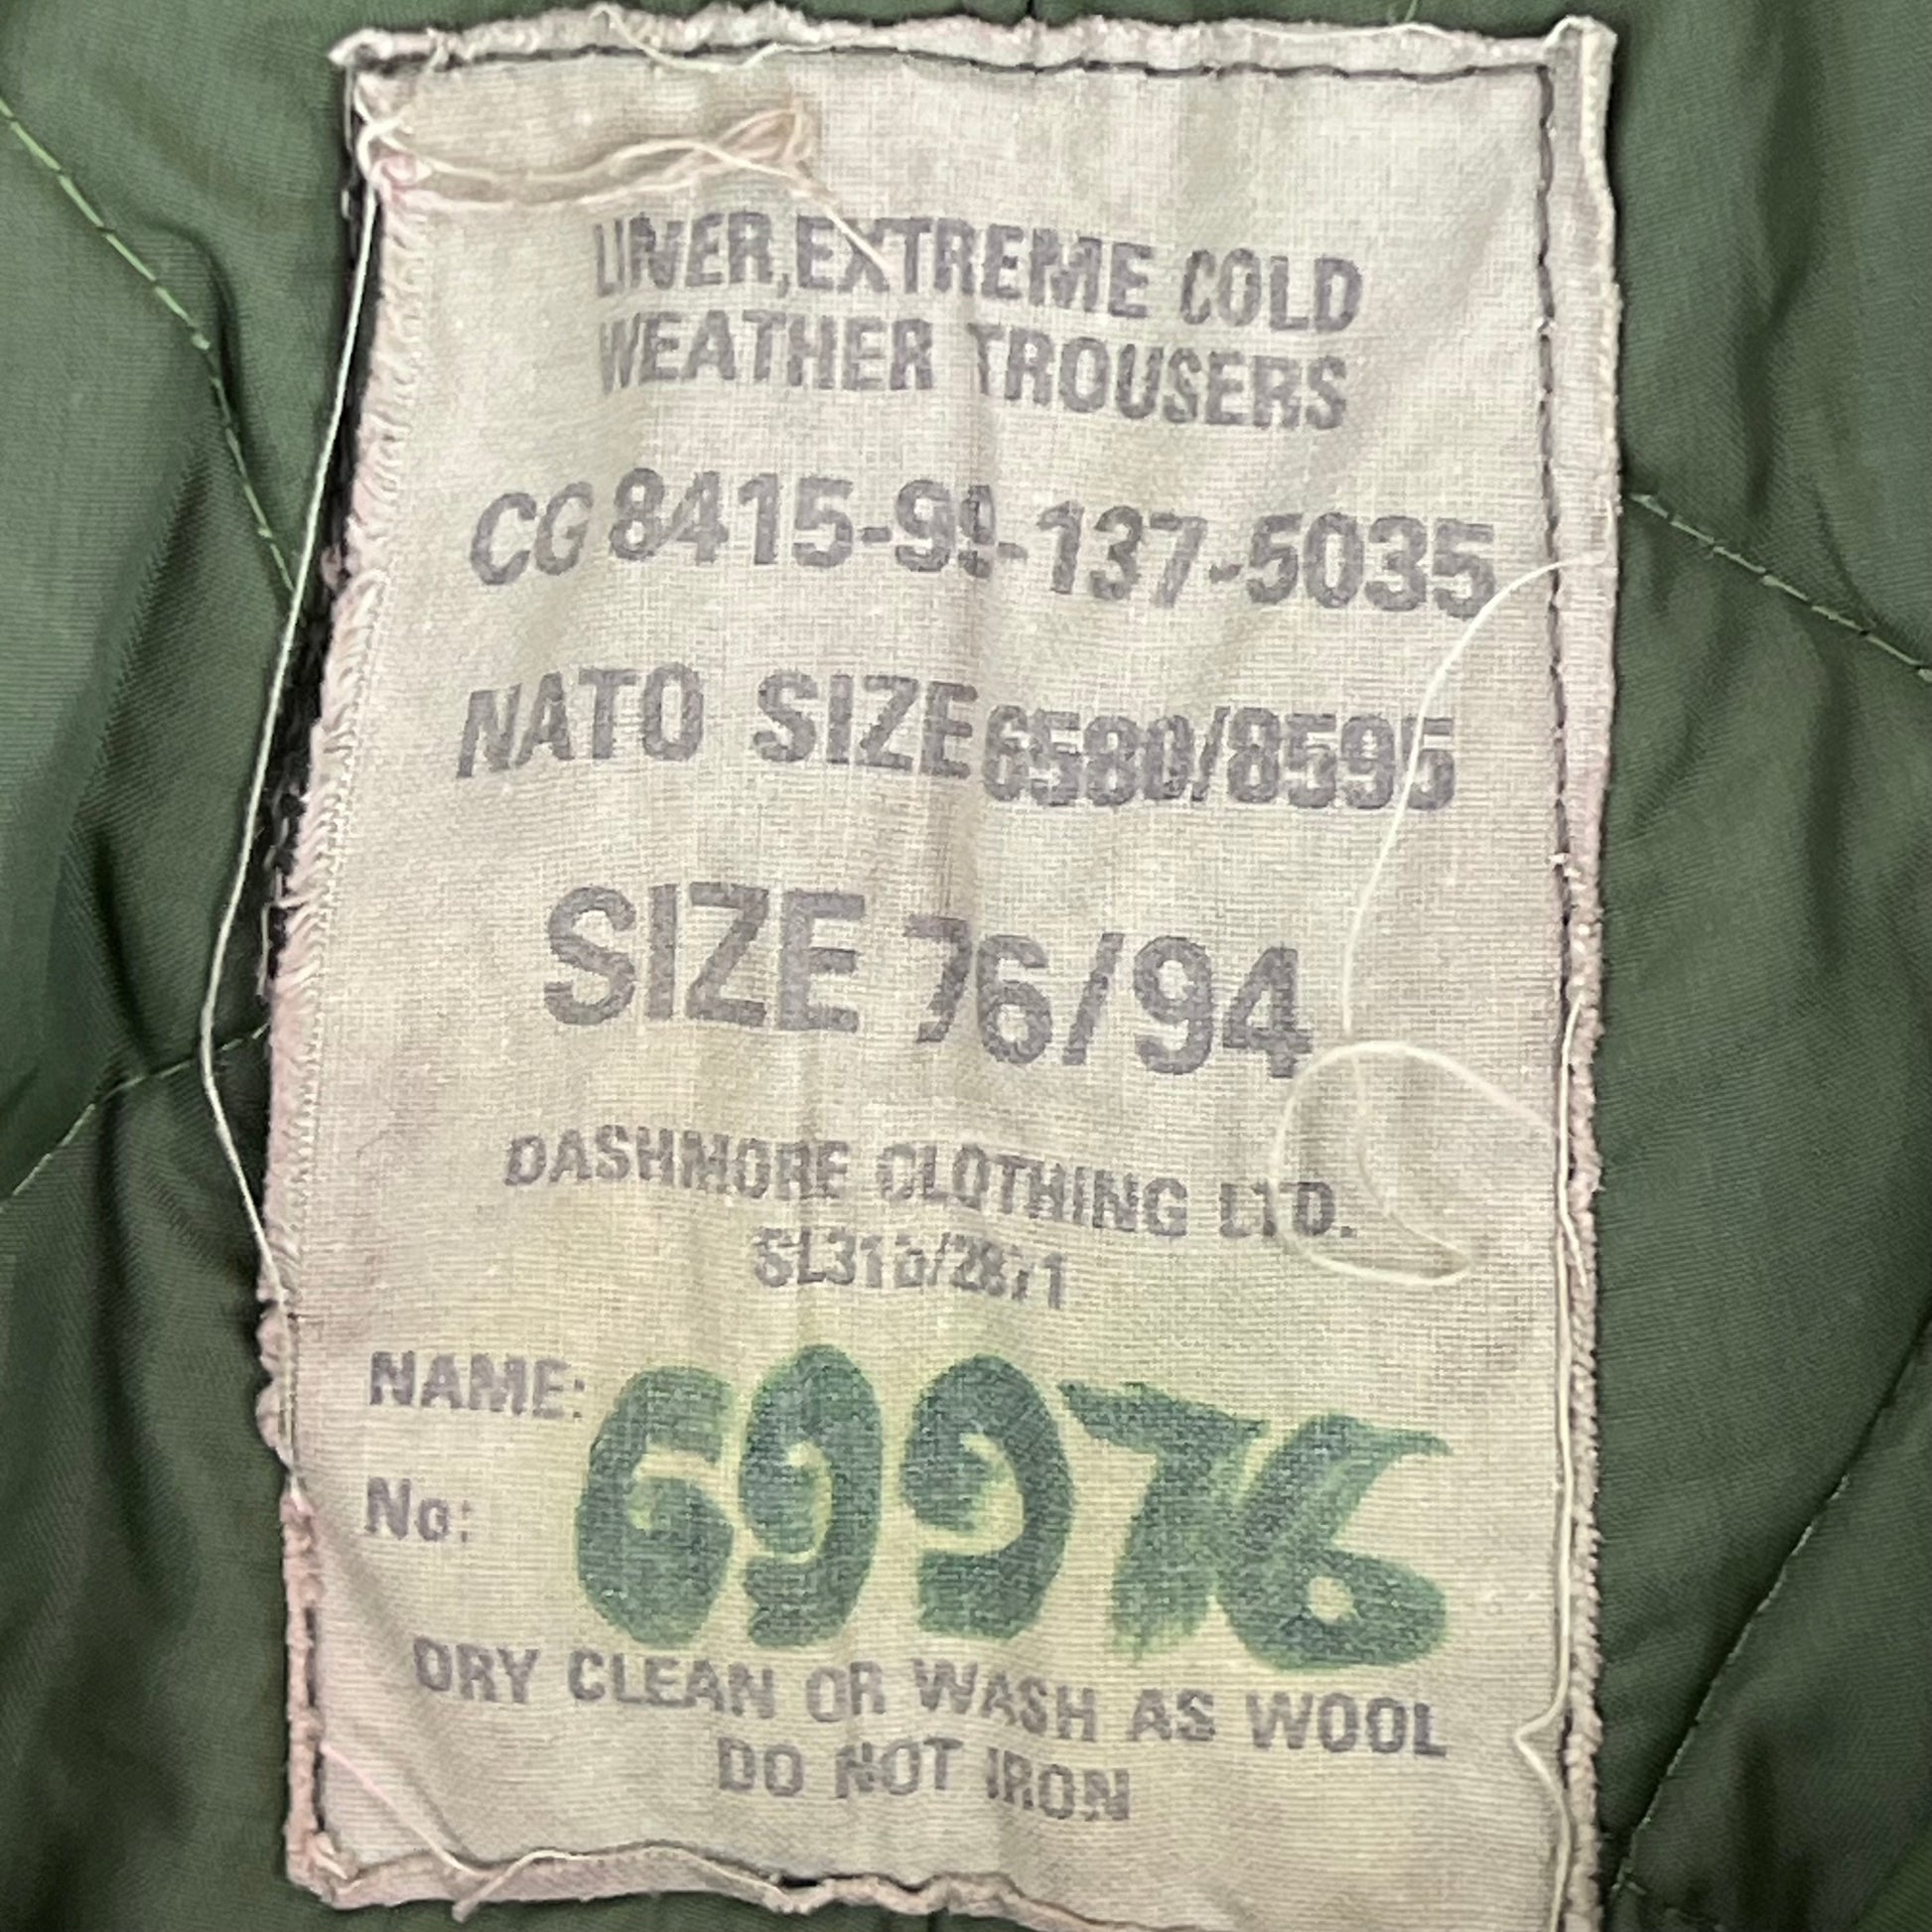 LINER,EXTREME COLD
WEATHER TROUSERS
CG 8415-99-137-5035
NATO SIZE 6580/8595
SIZE 76/94
DASHMORE CLOTHING LTD.
NAME:
69976
No:
DRY CLEAN OR WASH AS WOOL
DO NOT IRON